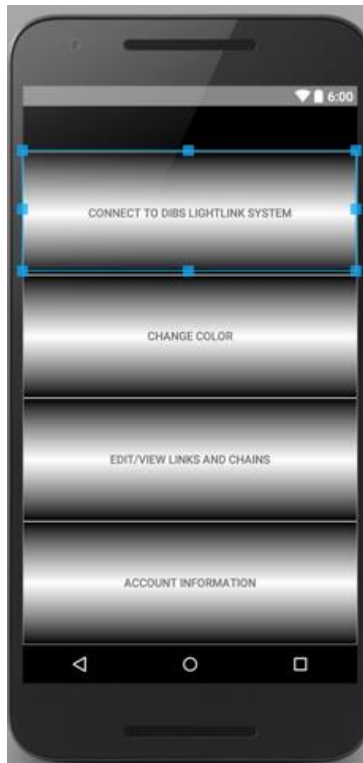 6:00
CONNECT TO DIBS LIGHTLINK SYSTEM
CHANGE COLOR
EDIT/VIEW LINKS AND CHAINS
ACCOUNT INFORMATION